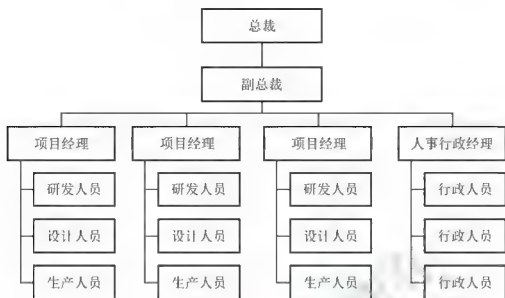 总裁
副总裁
项目经理 项目经理 项目经理 人事行政经理
研发人员 研发人员 研发人员 行政人员
设计人员 设计人员 设计人员 行政人员
生产人员 生产人员 生产人员 行政人员